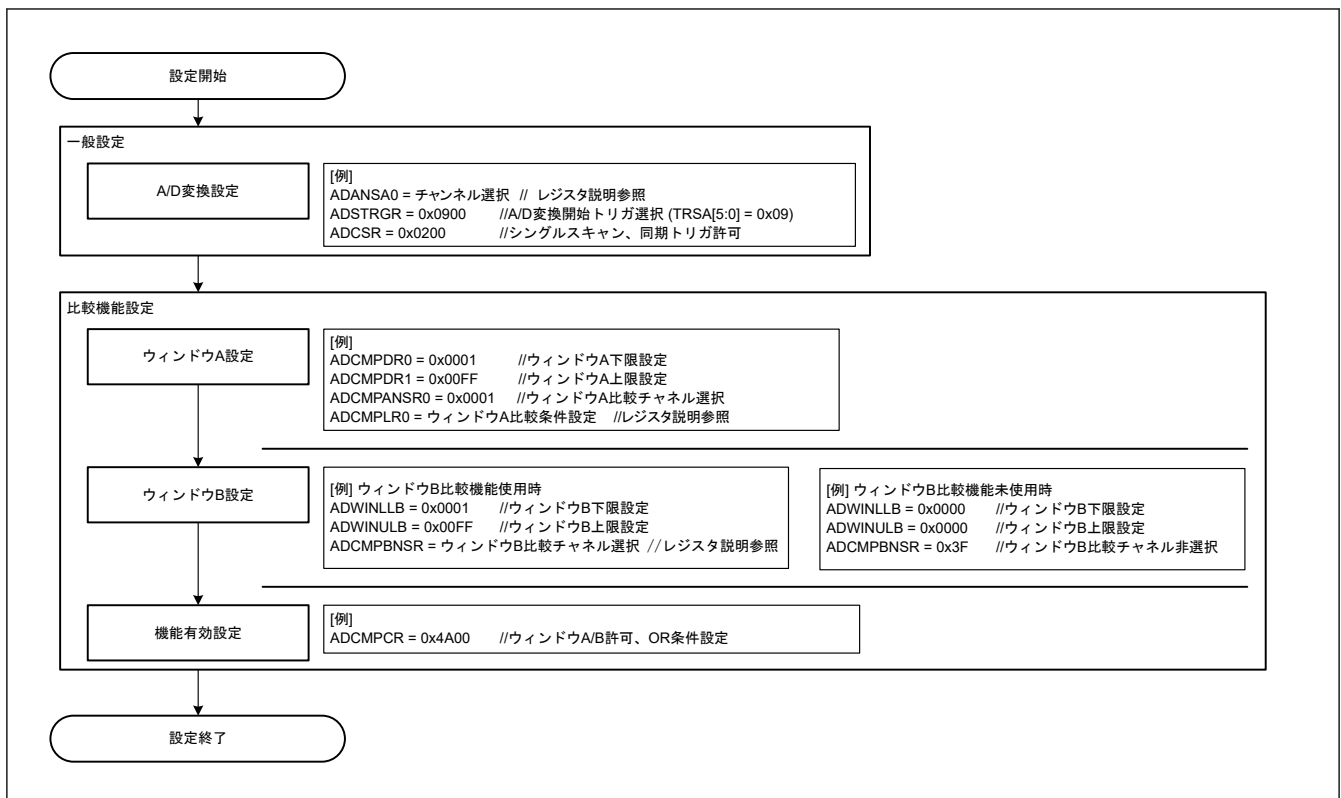 設定開始
一般設定
A/D変換設定
[例]
ADANSA0 = チャンネル選択 // レジスタ説明参照
ADSTRGR = 0x0900 //A/D変換開始トリガ選択 (TRSA[5:0] = 0x09)
ADCSR = 0x0200 //シングルスキャン、同期トリガ許可
比較機能設定
ウィンドウA設定
[例]
ADCMPDR0 = 0x0001 //ウィンドウA下限設定
ADCMPDR1 = 0x00FF //ウィンドウA上限設定
ADCMPANSR0 = 0x0001 //ウィンドウA比較チャネル選択
ADCMPLR0 = ウィンドウA比較条件設定 //レジスタ説明参照
ウィンドウB設定
[例] ウィンドウB比較機能使用時
ADWINLLB = 0x0001 //ウィンドウB下限設定
ADWINULB = 0x00FF //ウィンドウB上限設定
ADCMPBNSR = ウィンドウB比較チャネル選択 //レジスタ説明参照
[例] ウィンドウB比較機能未使用時
ADWINLLB = 0x0000 //ウィンドウB下限設定
ADWINULB = 0x0000 //ウィンドウB上限設定
ADCMPBNSR = 0x3F //ウィンドウB比較チャネル非選択
機能有効設定
[例]
ADCMPCR = 0x4A00 //ウィンドウA/B許可、OR条件設定
設定終了